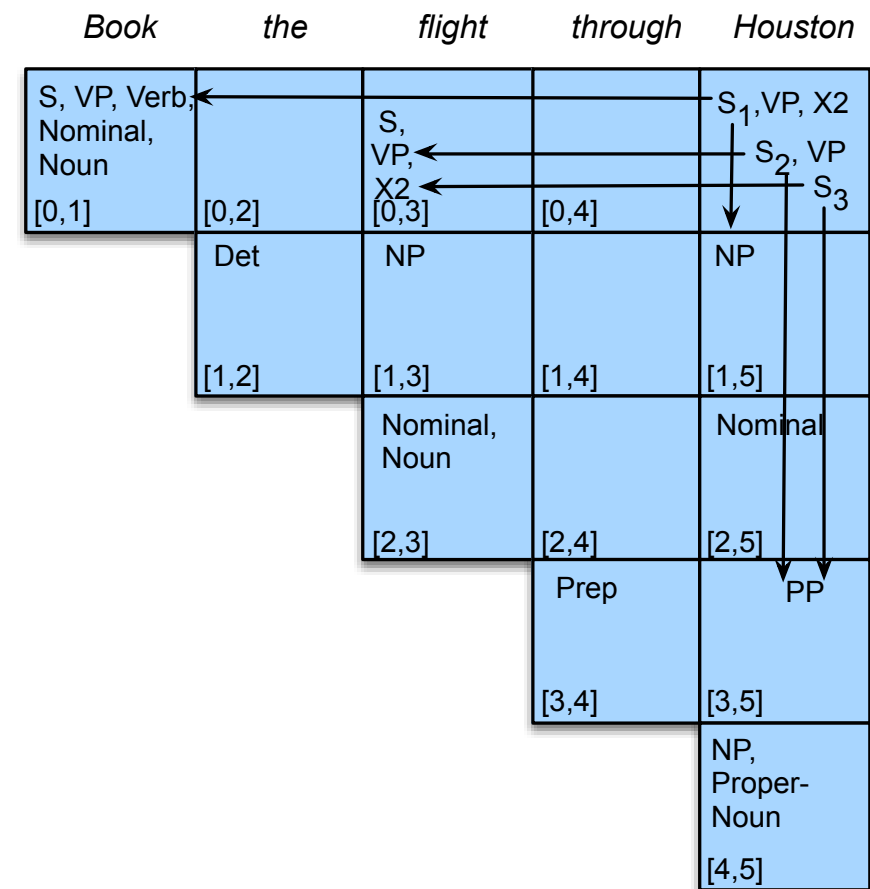 Book the flight through Houston
S, VP, Verb,
Nominal,
Noun
[0,1]
[0,2]
S,
VP,
X2
[0,3]
[0,4]
S1,VP, X2
S2, VP
S3
Det
[1,2]
NP
[1,3]
[1,4]
NP
[1,5]
Nominal,
Noun
[2,3]
[2,4]
Nominal
[2,5]
Prep
[3,4]
PP
[3,5]
NP,
Proper-
Noun
[4,5]